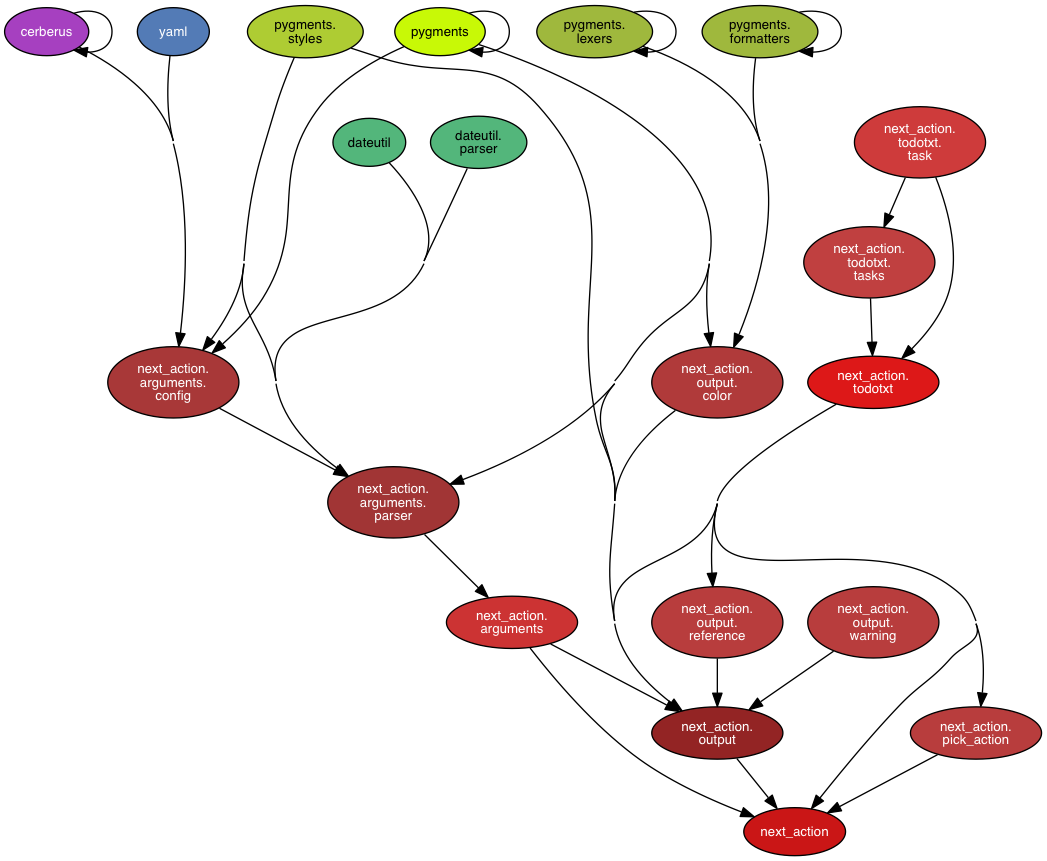 cerberus
yaml
pygments.
styles
pygments
pygments.
lexers
pygments.
formatters
dateutil
dateutil.
parser
next_action.
todotxt.
task
next_action.
todotxt.
tasks
next_action.
arguments.
config
next_action.
output.
color
next_action.
todotxt
next_action.
arguments.
parser
next_action.
arguments
next_action.
output.
reference
next_action.
output.
warning
next_action.
output
next_action.
pick_action
next_action